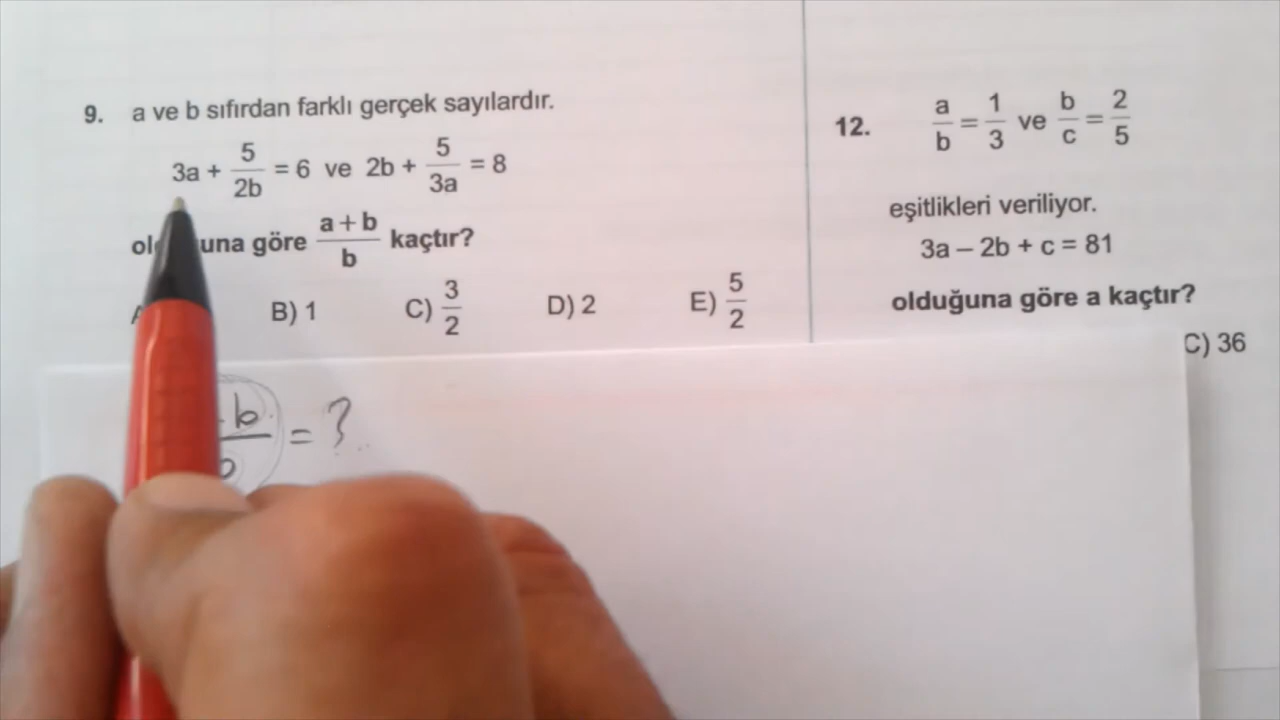 9. a ve b sıfırdan farklı gerçek sayılardır.
3a + 5/2b = 6 ve 2b + 5/3a = 8
una göre a+b/b kaçtır?
B) 1 C) 3/2 D) 2 E) 5/2
b = ?
12. a/b = 1/3 ve b/c = 2/5
eşitlikleri veriliyor.
3a – 2b + c = 81
olduğuna göre a kaçtır?
C) 36